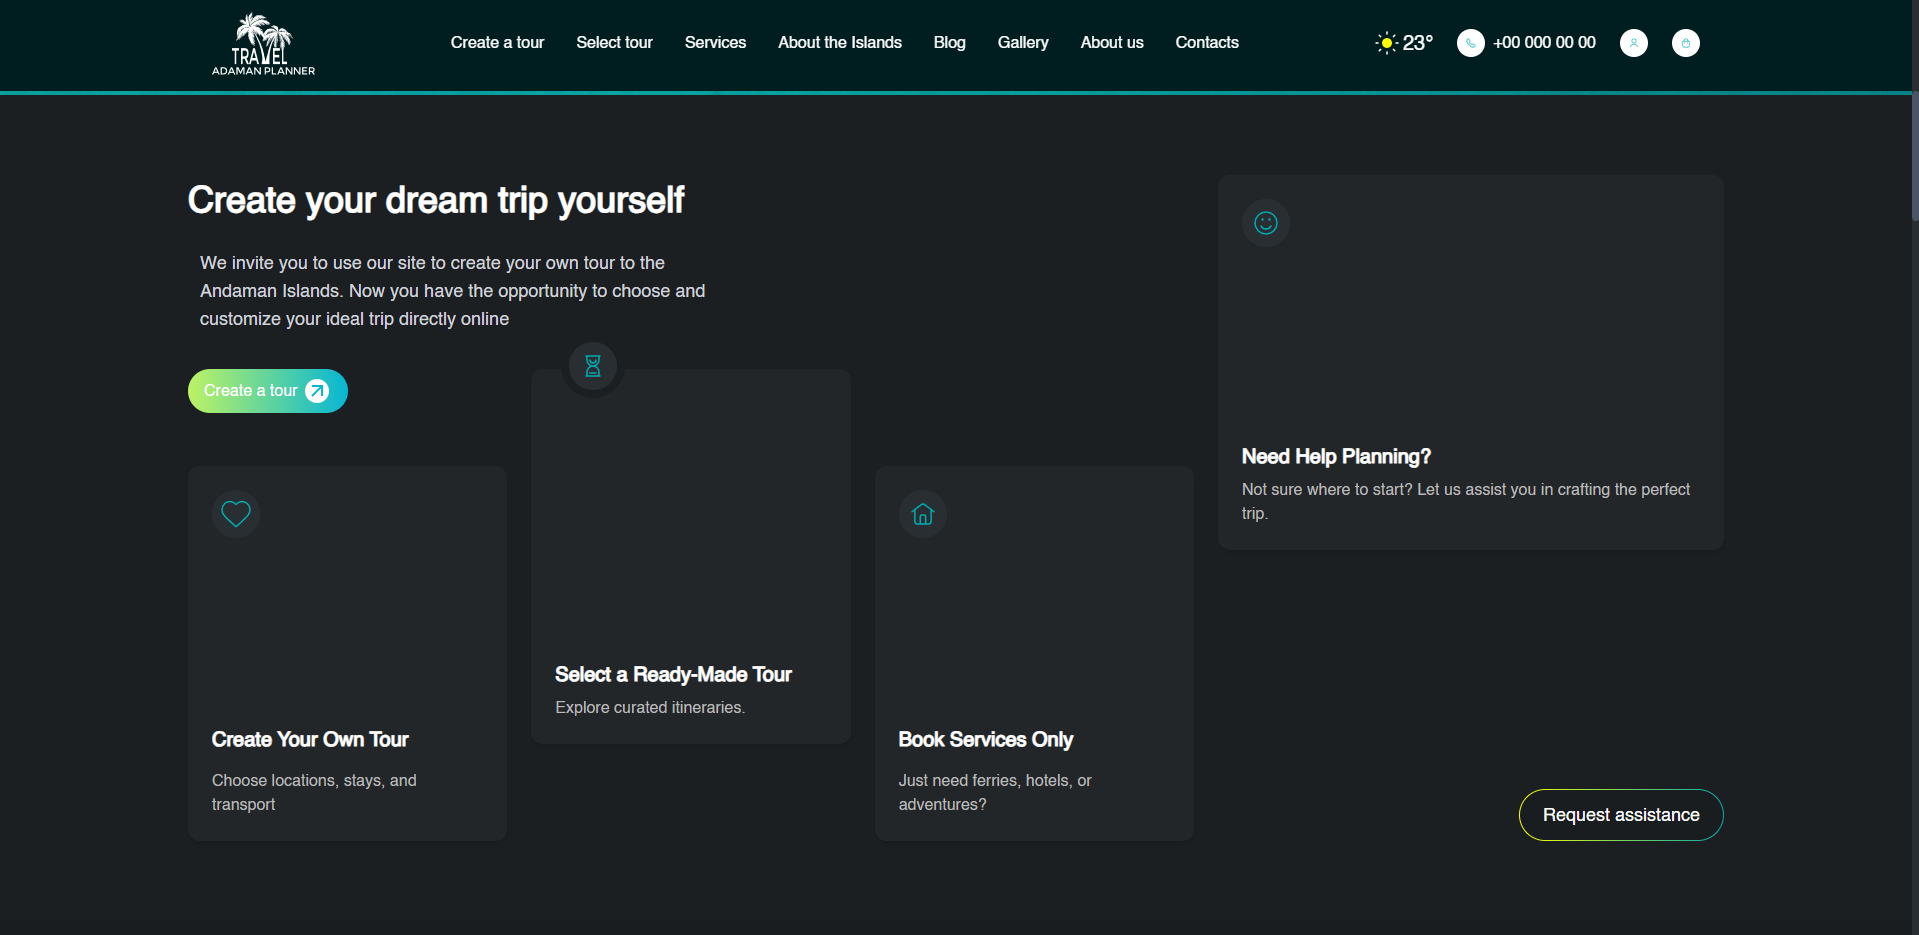 TRAVEL
ADAMAN PLANNER
Create a tour
Select tour
Services
About the Islands
Blog
Gallery
About us
Contacts
23°
+00 000 00 00
Create your dream trip yourself
We invite you to use our site to create your own tour to the
Andaman Islands. Now you have the opportunity to choose and
customize your ideal trip directly online
Create a tour
Create Your Own Tour
Choose locations, stays, and
transport
Select a Ready-Made Tour
Explore curated itineraries.
Book Services Only
Just need ferries, hotels, or
adventures?
Need Help Planning?
Not sure where to start? Let us assist you in crafting the perfect
trip.
Request assistance